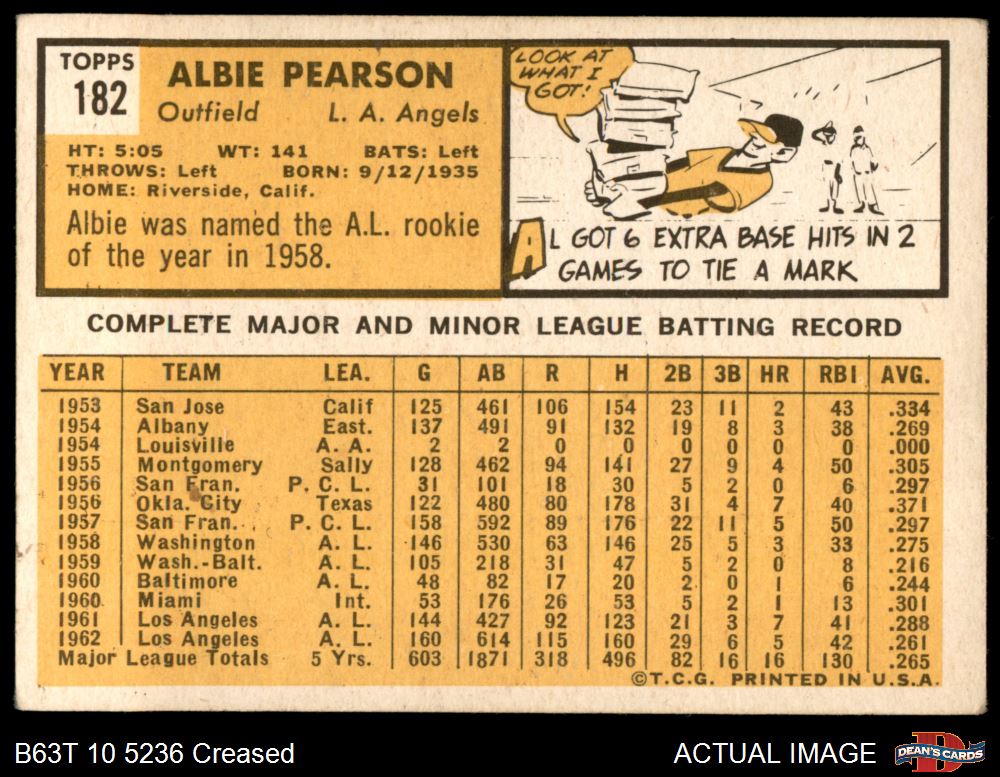 TOPPS
182
ALBIE PEARSON
Outfield L. A. Angels
HT: 5:05 WT: 141 BATS: Left
THROWS: Left BORN: 9/12/1935
HOME: Riverside, Calif.
Albie was named the A.L. rookie
of the year in 1958.
LOOK AT
WHAT I
GOT!
AL GOT 6 EXTRA BASE HITS IN 2
GAMES TO TIE A MARK
COMPLETE MAJOR AND MINOR LEAGUE BATTING RECORD
YEAR TEAM LEA. G AB R H 2B 3B HR RBI AVG.
1953 San Jose Calif 125 461 106 154 23 11 2 43 .334
1954 Albany East. 137 491 91 132 19 8 3 38 .269
1954 Louisville A. A. 2 2 0 0 0 0 0 0 .000
1955 Montgomery Sally 128 462 94 141 27 9 4 50 .305
1956 San Fran. P. C. L. 31 101 18 30 5 2 0 6 .297
1956 Okla. City Texas 122 480 80 178 31 4 7 40 .371
1957 San Fran. P. C. L. 158 592 89 176 22 11 5 50 .297
1958 Washington A. L. 146 530 63 146 25 5 3 33 .275
1959 Wash.-Balt. A. L. 105 218 31 47 5 2 0 8 .216
1960 Baltimore A. L. 48 82 17 20 2 0 1 6 .244
1960 Miami Int. 53 176 26 53 5 2 1 13 .301
1961 Los Angeles A. L. 144 427 92 123 21 3 7 41 .288
1962 Los Angeles A. L. 160 614 115 160 29 6 5 42 .261
Major League Totals 5 Yrs. 603 1871 318 496 82 16 16 130 .265
©T.C.G. PRINTED IN U.S.A.
B63T 10 5236 Creased ACTUAL IMAGE
DEAN'S CARDS